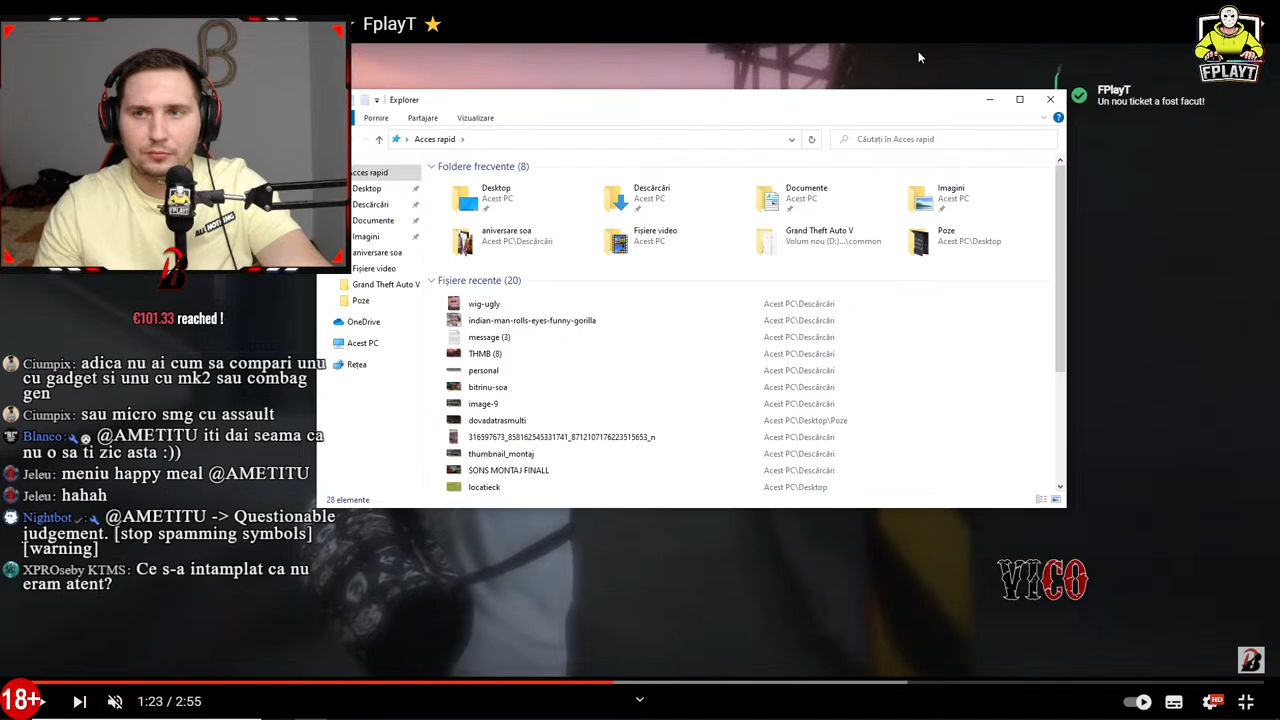 FplayT
FPLAYT
FPlayT
Un nou ticket a fost facut!
Explorer
Pornire
Partajare
Vizualizare
Acces rapid
Căutați în Acces rapid
Acces rapid
Desktop
Descărcări
Documente
Imagini
aniversare soa
Fișiere video
Grand Theft Auto V
Poze
OneDrive
Acest PC
Rețea
Foldere frecvente (8)
Desktop
Acest PC
Descărcări
Acest PC
Documente
Acest PC
Imagini
Acest PC
aniversare soa
Acest PC\Descărcări
Fișiere video
Acest PC
Grand Theft Auto V
Volum nou (D:)...\common
Poze
Acest PC\Desktop
Fișiere recente (20)
wig-ugly Acest PC\Descărcări
indian-man-rolls-eyes-funny-gorilla Acest PC\Descărcări
message (3) Acest PC\Descărcări
THMB (8) Acest PC\Descărcări
personal Acest PC\Descărcări
bitrinu-soa Acest PC\Descărcări
image-9 Acest PC\Descărcări
dovadatrasmulti Acest PC\Desktop\Poze
316597673_858162545331741_8712107176223515653_n Acest PC\Descărcări
thumbnail_montaj Acest PC\Descărcări
SONS MONTAJ FINALL Acest PC\Descărcări
locatieck Acest PC\Desktop
28 elemente
€101.33 reached !
Ciumpix: adica nu ai cum sa compari unu
cu gadget si unu cu mk2 sau combag
gen
Ciumpix: sau micro smg cu assault
Blanco: @AMETITU iti dai seama ca
nu o sa ti zic asta :))
Jeleu: meniu happy meal @AMETITU
Jeleu: hahah
Nightbot: @AMETITU -> Questionable
judgement. [stop spamming symbols]
[warning]
XPROseby KTMS: Ce s-a intamplat ca nu
eram atent?
VICO
18+
1:23 / 2:55
HD